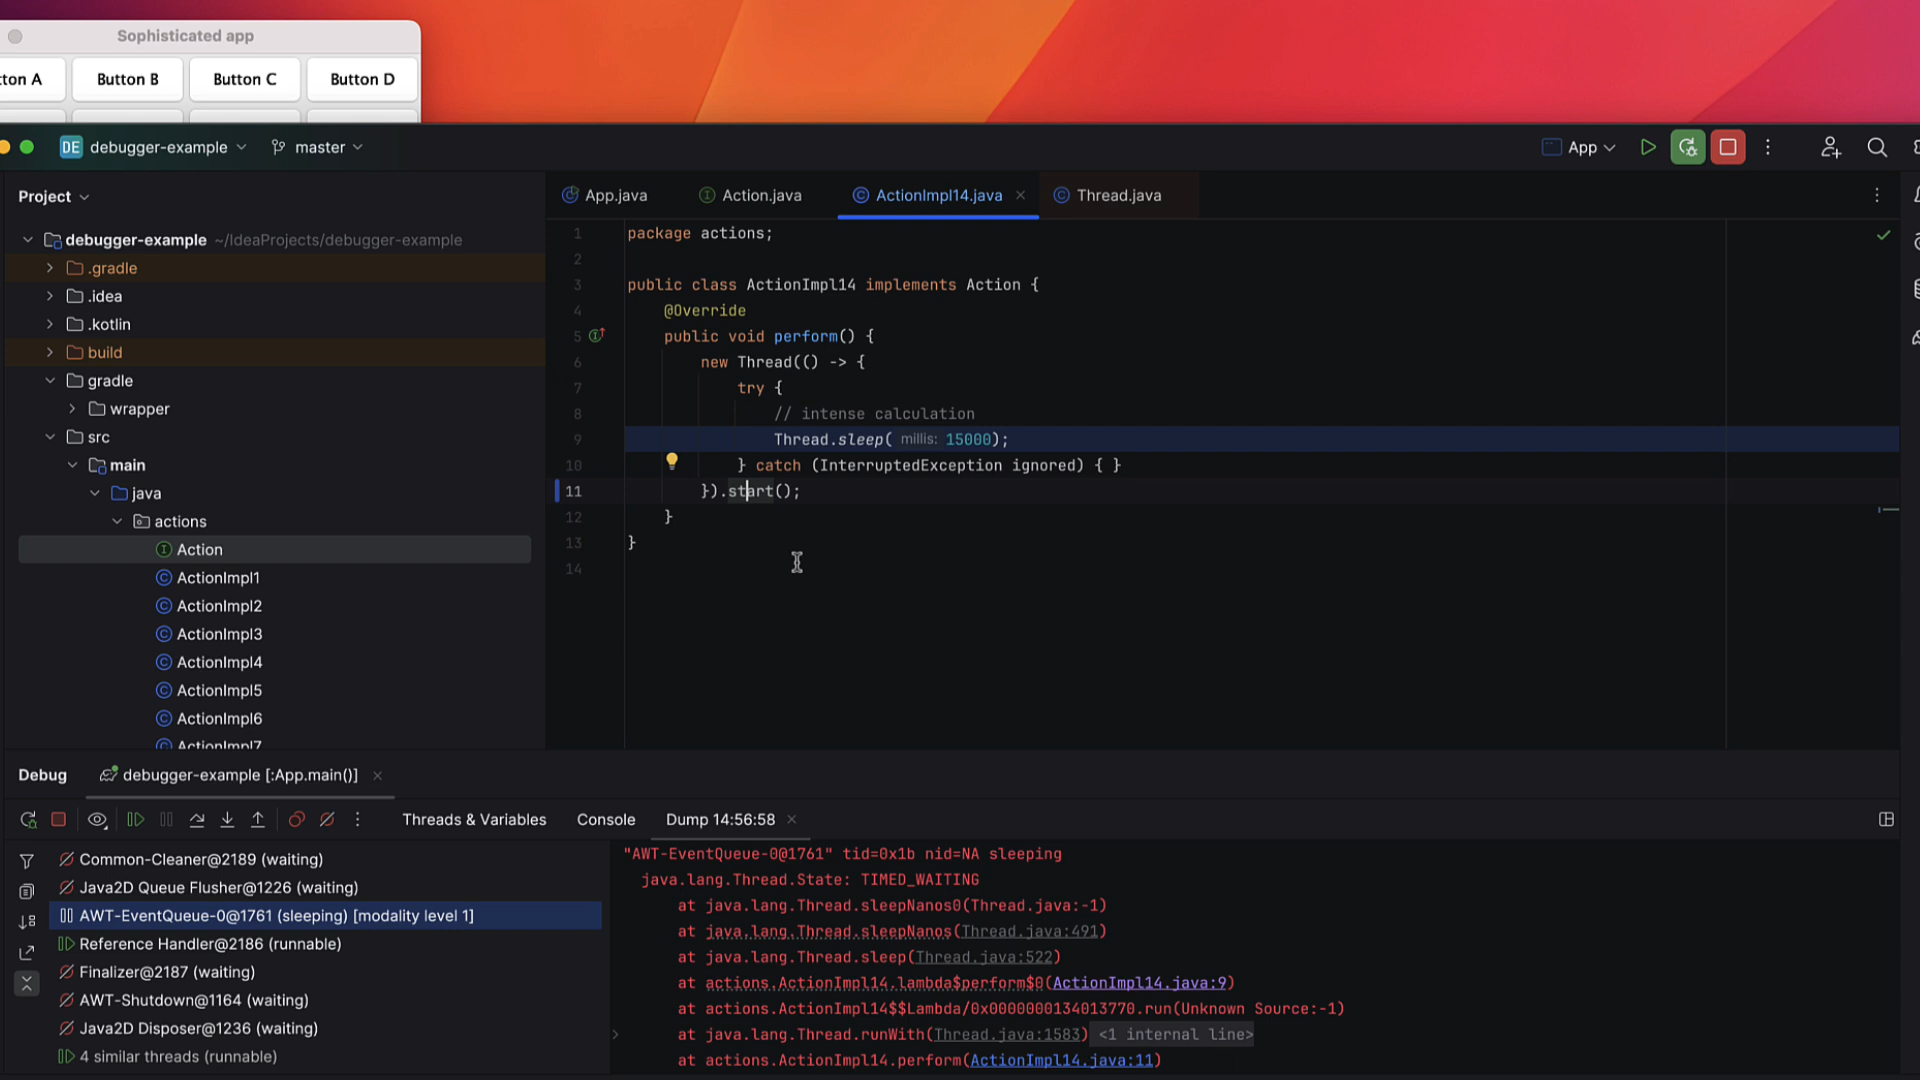 Sophisticated app
ton A Button B Button C Button D
DE debugger-example master App
Project
App.java Action.java ActionImpl14.java Thread.java
debugger-example ~/IdeaProjects/debugger-example
.gradle
.idea
.kotlin
build
gradle
wrapper
src
main
java
actions
Action
ActionImpl1
ActionImpl2
ActionImpl3
ActionImpl4
ActionImpl5
ActionImpl6
ActionImpl7
1 package actions;
2
3 public class ActionImpl14 implements Action {
4 @Override
5 public void perform() {
6 new Thread(() -> {
7 try {
8 // intense calculation
9 Thread.sleep( millis: 15000);
10 } catch (InterruptedException ignored) { }
11 }).start();
12 }
13 }
14
Debug debugger-example [:App.main()]
Threads & Variables Console Dump 14:56:58
Common-Cleaner@2189 (waiting)
Java2D Queue Flusher@1226 (waiting)
AWT-EventQueue-0@1761 (sleeping) [modality level 1]
Reference Handler@2186 (runnable)
Finalizer@2187 (waiting)
AWT-Shutdown@1164 (waiting)
Java2D Disposer@1236 (waiting)
4 similar threads (runnable)
"AWT-EventQueue-0@1761" tid=0x1b nid=NA sleeping
java.lang.Thread.State: TIMED_WAITING
at java.lang.Thread.sleepNanos0(Thread.java:-1)
at java.lang.Thread.sleepNanos(Thread.java:491)
at java.lang.Thread.sleep(Thread.java:522)
at actions.ActionImpl14.lambda$perform$0(ActionImpl14.java:9)
at actions.ActionImpl14$$Lambda/0x0000000134013770.run(Unknown Source:-1)
at java.lang.Thread.runWith(Thread.java:1583) <1 internal line>
at actions.ActionImpl14.perform(ActionImpl14.java:11)